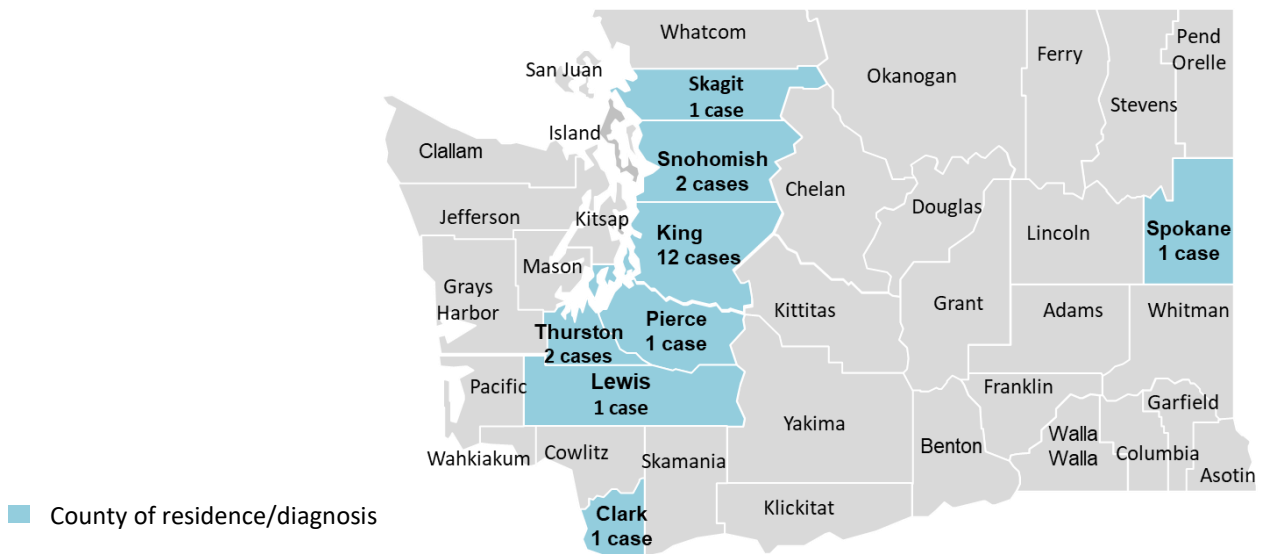 Whatcom
San Juan
Skagit
1 case
Island
Snohomish
2 cases
Clallam
Jefferson
Kitsap
King
12 cases
Mason
Grays
Harbor
Thurston
2 cases
Pierce
1 case
Pacific
Lewis
1 case
Wahkiakum
Cowlitz
Skamania
Clark
1 case
Okanogan
Ferry
Pend
Orelle
Stevens
Chelan
Douglas
Lincoln
Spokane
1 case
Kittitas
Grant
Adams
Whitman
Yakima
Franklin
Garfield
Benton
Walla
Walla
Columbia
Asotin
Klickitat
County of residence/diagnosis